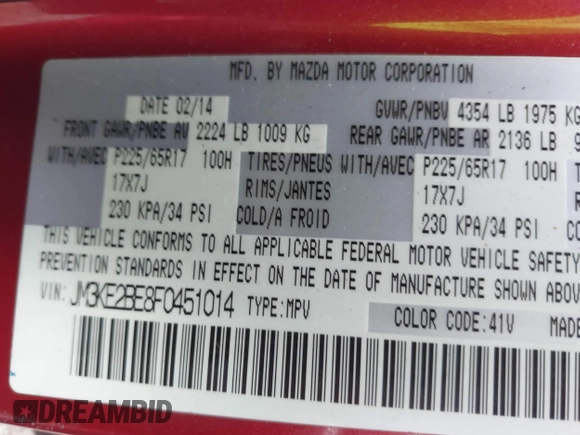 MFD. BY MAZDA MOTOR CORPORATION
DATE 02/14 GVWR/PNBV 4354 LB 1975 KG
FRONT GAWR/PNBE AV 2224 LB 1009 KG REAR GAWR/PNBE AR 2136 LB 9
WITH/AVEC P225/65R17 100H TIRES/PNEUS WITH/AVEC P225/65R17 100H T
17X7J RIMS/JANTES 17X7J R
230 KPA/34 PSI COLD/A FROID 230 KPA/34 PSI CO
THIS VEHICLE CONFORMS TO ALL APPLICABLE FEDERAL MOTOR VEHICLE SAFETY
PREVENTION STANDARDS IN EFFECT ON THE DATE OF MANUFACTURE SHOWN ABOV
VIN: JM3KE2BE8F0451014 TYPE:MPV COLOR CODE:41V MADE
DREAMBID